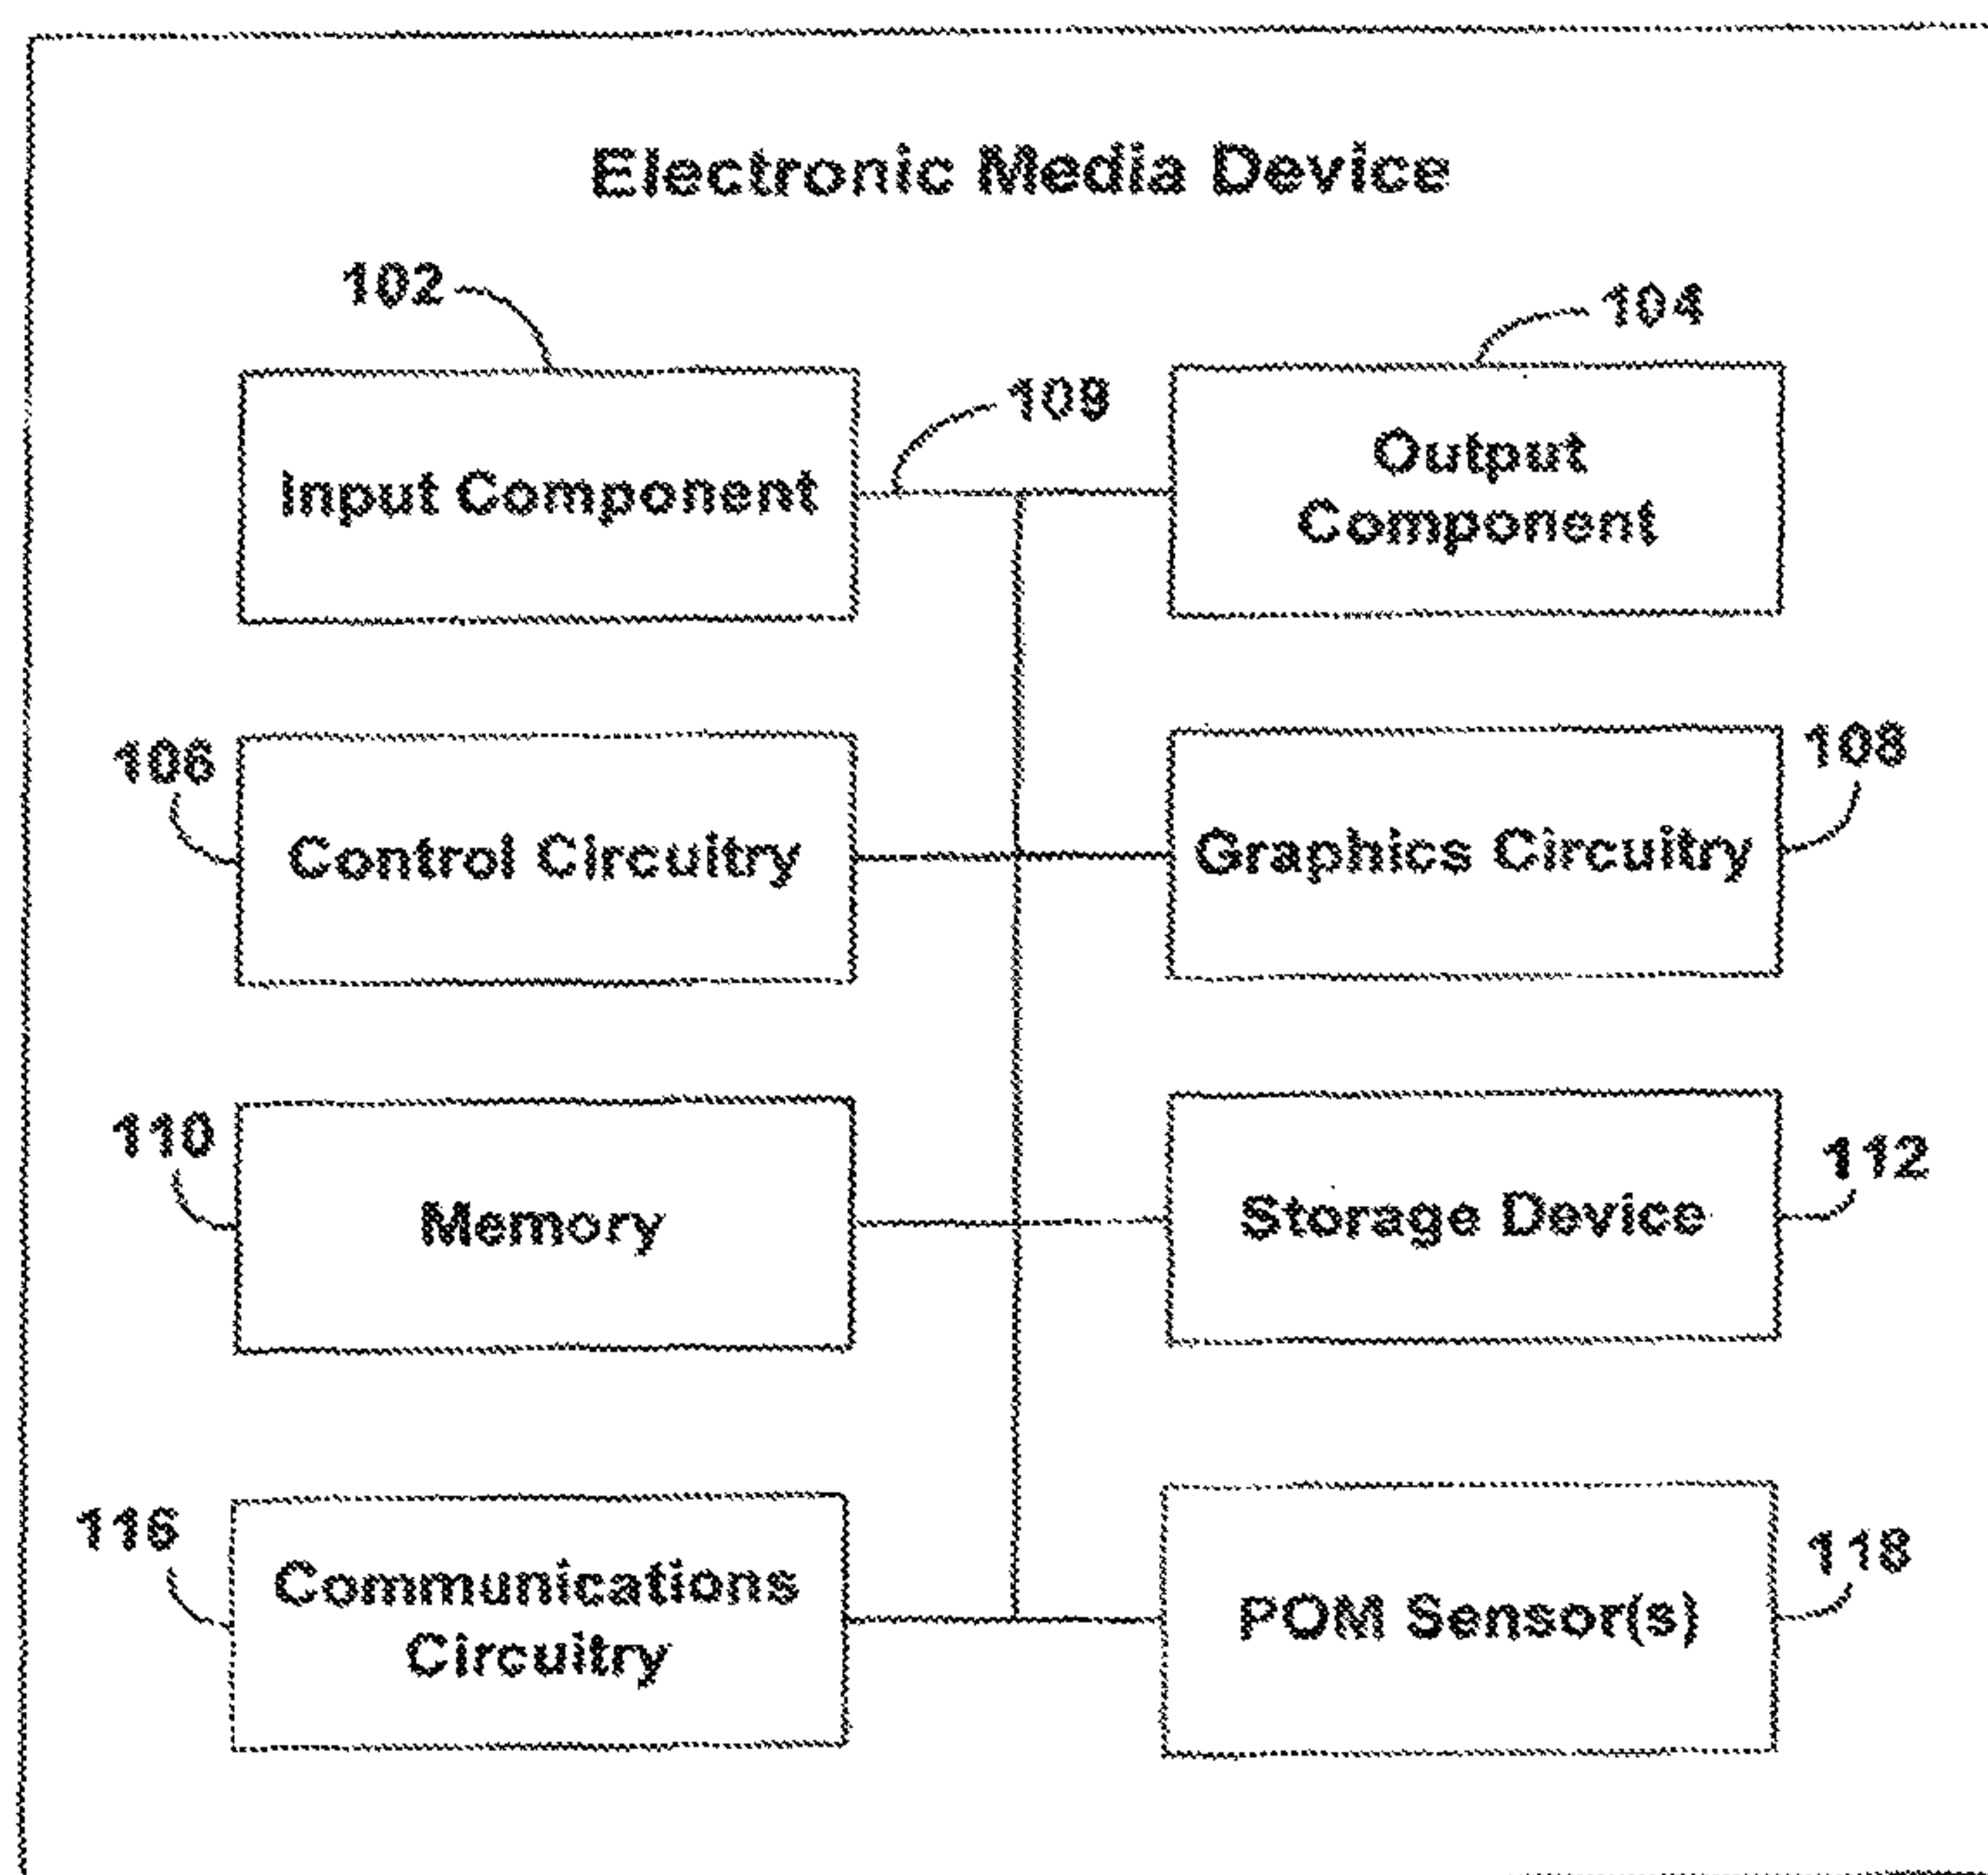 Electronic Media Device
102
104
109
Input Component
Output
Component
106
108
Control Circuitry
Graphics Circuitry
110
112
Memory
Storage Device
116
118
Communications
Circuitry
POM Sensor(s)